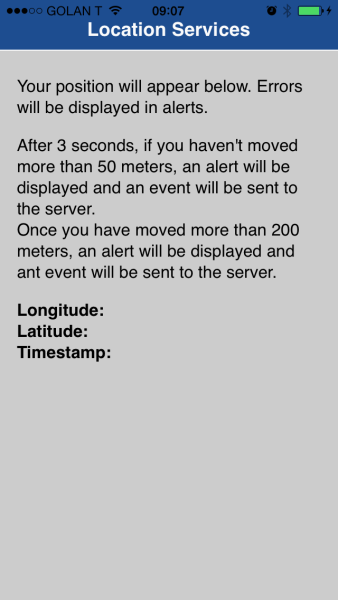 GOLAN T 09:07
Location Services
Your position will appear below. Errors
will be displayed in alerts.
After 3 seconds, if you haven't moved
more than 50 meters, an alert will be
displayed and an event will be sent to
the server.
Once you have moved more than 200
meters, an alert will be displayed and
ant event will be sent to the server.
Longitude:
Latitude:
Timestamp: